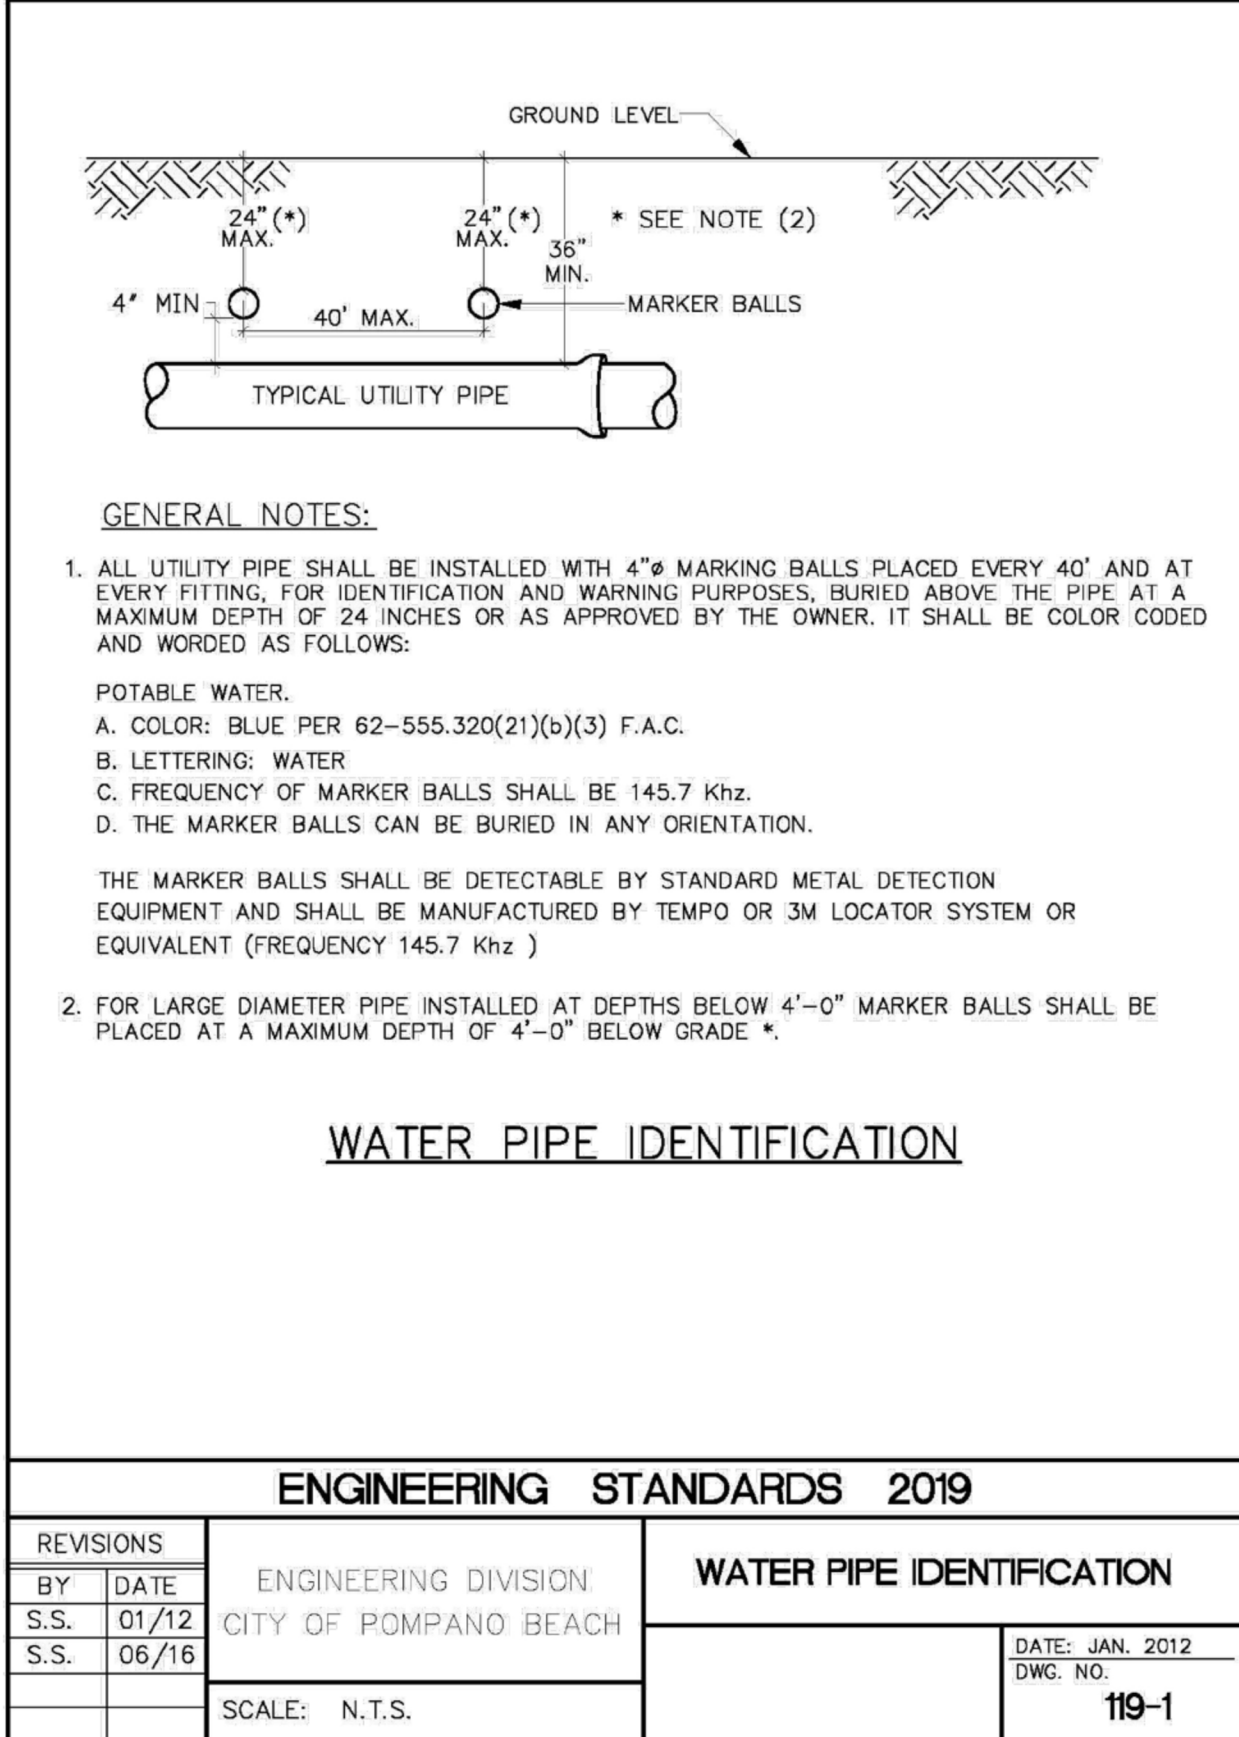 GROUND LEVEL
24"(*)
MAX.
24"(*)
MAX.
* SEE NOTE (2)
36"
MIN.
4" MIN
40' MAX.
MARKER BALLS
TYPICAL UTILITY PIPE
GENERAL NOTES:
1. ALL UTILITY PIPE SHALL BE INSTALLED WITH 4"ø MARKING BALLS PLACED EVERY 40' AND AT
EVERY FITTING, FOR IDENTIFICATION AND WARNING PURPOSES, BURIED ABOVE THE PIPE AT A
MAXIMUM DEPTH OF 24 INCHES OR AS APPROVED BY THE OWNER. IT SHALL BE COLOR CODED
AND WORDED AS FOLLOWS:
POTABLE WATER.
A. COLOR: BLUE PER 62-555.320(21)(b)(3) F.A.C.
B. LETTERING: WATER
C. FREQUENCY OF MARKER BALLS SHALL BE 145.7 Khz.
D. THE MARKER BALLS CAN BE BURIED IN ANY ORIENTATION.
THE MARKER BALLS SHALL BE DETECTABLE BY STANDARD METAL DETECTION
EQUIPMENT AND SHALL BE MANUFACTURED BY TEMPO OR 3M LOCATOR SYSTEM OR
EQUIVALENT (FREQUENCY 145.7 Khz )
2. FOR LARGE DIAMETER PIPE INSTALLED AT DEPTHS BELOW 4'-0" MARKER BALLS SHALL BE
PLACED AT A MAXIMUM DEPTH OF 4'-0" BELOW GRADE *.
WATER PIPE IDENTIFICATION
ENGINEERING STANDARDS 2019
REVISIONS
BY DATE
S.S. 01/12
S.S. 06/16
ENGINEERING DIVISION
CITY OF POMPANO BEACH
SCALE: N.T.S.
WATER PIPE IDENTIFICATION
DATE: JAN. 2012
DWG. NO.
119-1